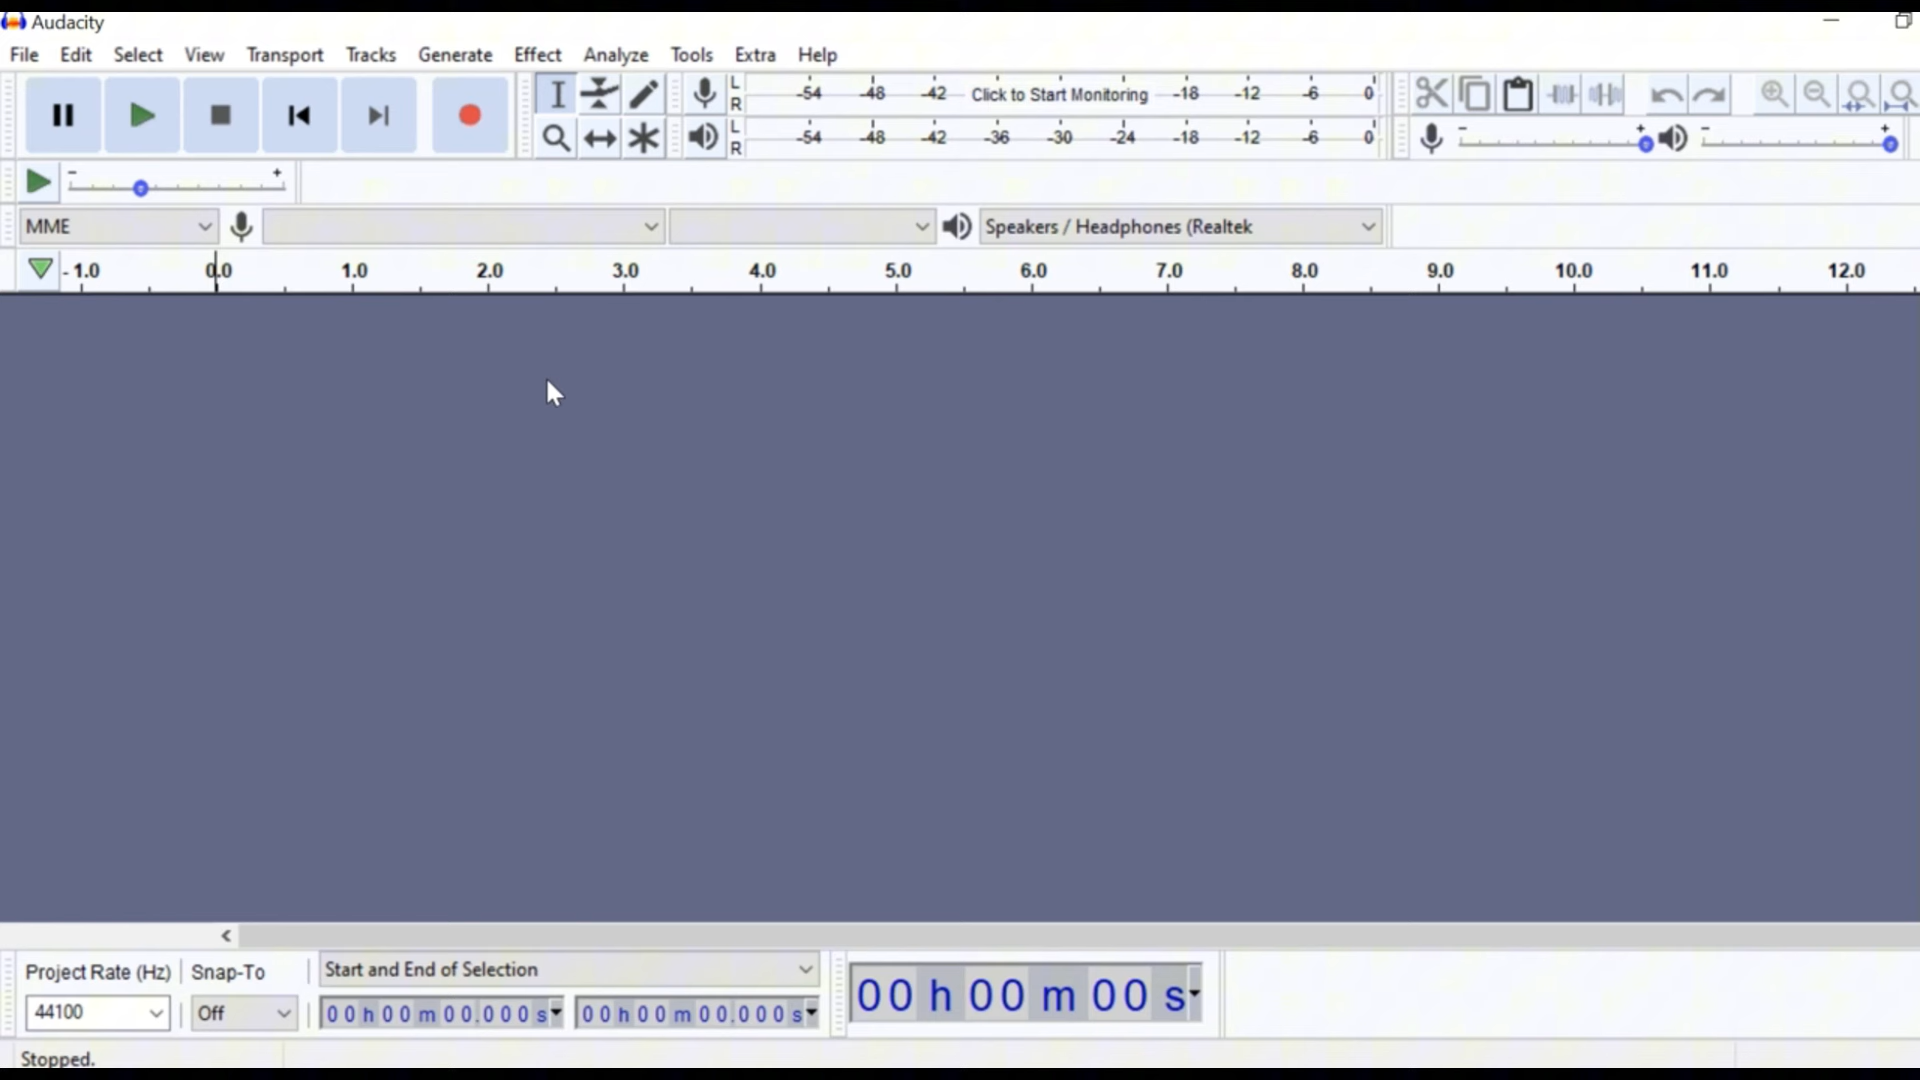 Audacity
File Edit Select View Transport Tracks Generate Effect Analyze Tools Extra Help
L R -54 -48 -42 Click to Start Monitoring -18 -12 -6 0
L R -54 -48 -42 -36 -30 -24 -18 -12 -6 0
- + - +
- +
MME Speakers / Headphones (Realtek
-1.0 0.0 1.0 2.0 3.0 4.0 5.0 6.0 7.0 8.0 9.0 10.0 11.0 12.0
Project Rate (Hz) Snap-To Start and End of Selection
44100 Off 00 h 00 m 00.000 s 00 h 00 m 00.000 s 00 h 00 m 00 s
Stopped.